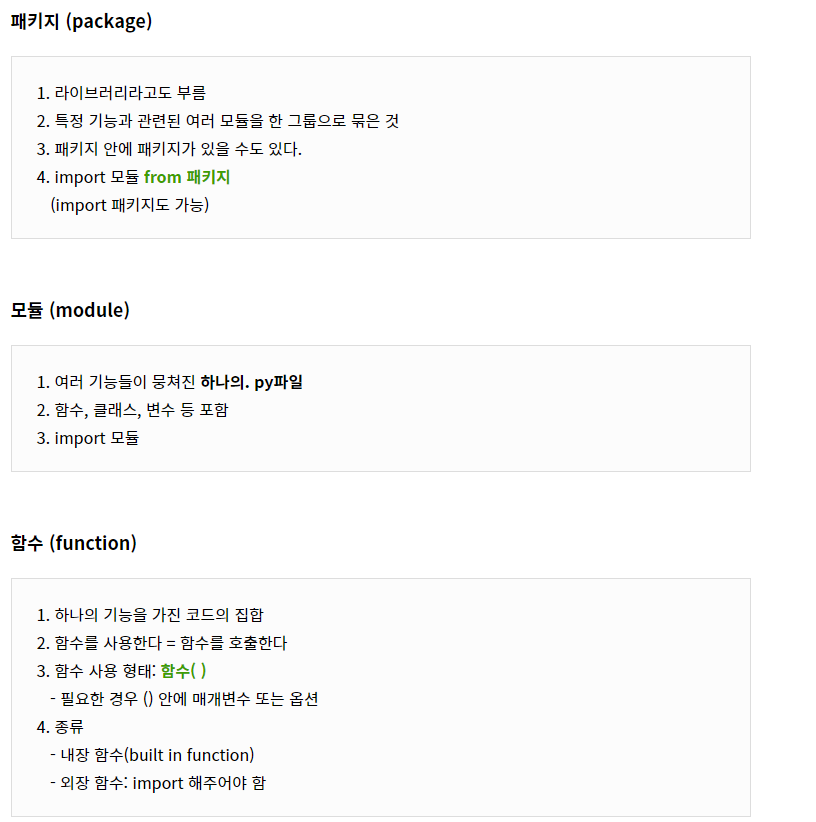 패키지 (package)
1. 라이브러리라고도 부름
2. 특정 기능과 관련된 여러 모듈을 한 그룹으로 묶은 것
3. 패키지 안에 패키지가 있을 수도 있다.
4. import 모듈 from 패키지
(import 패키지도 가능)
모듈 (module)
1. 여러 기능들이 뭉쳐진 하나의. py파일
2. 함수, 클래스, 변수 등 포함
3. import 모듈
함수 (function)
1. 하나의 기능을 가진 코드의 집합
2. 함수를 사용한다 = 함수를 호출한다
3. 함수 사용 형태: 함수( )
- 필요한 경우 () 안에 매개변수 또는 옵션
4. 종류
- 내장 함수(built in function)
- 외장 함수: import 해주어야 함